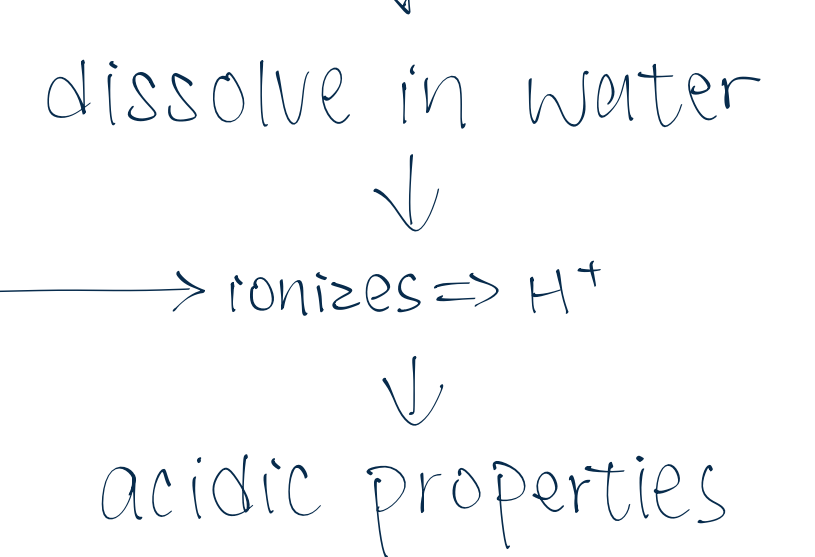 dissolve in water
↓
→ ionizes ⇒ H⁺
↓
acidic properties